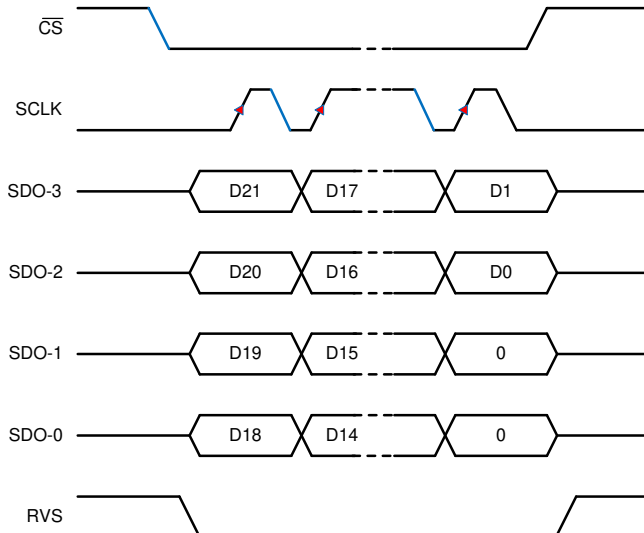 CS
SCLK
SDO-3 D21 D17 D1
SDO-2 D20 D16 D0
SDO-1 D19 D15 0
SDO-0 D18 D14 0
RVS